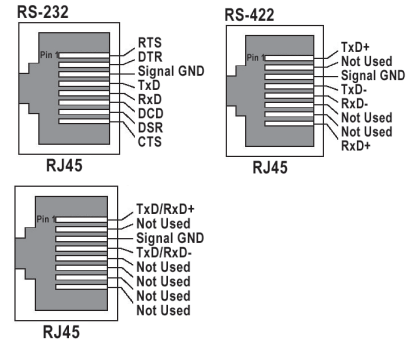 RS-232
Pin 1
RTS
DTR
Signal GND
TxD
RxD
DCD
DSR
CTS
RJ45
RS-422
Pin 1
TxD+
Not Used
Signal GND
TxD-
RxD-
Not Used
Not Used
RxD+
RJ45
Pin 1
TxD/RxD+
Not Used
Signal GND
TxD/RxD-
Not Used
Not Used
Not Used
Not Used
RJ45